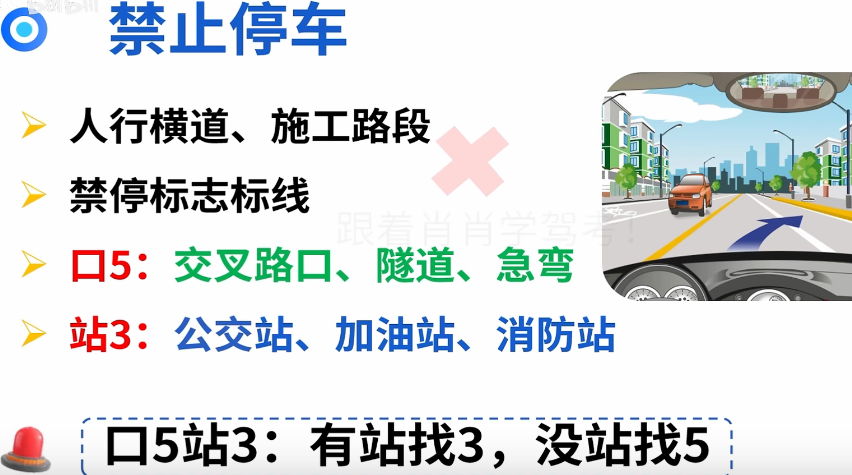 禁止停车
人行横道、施工路段
禁停标志标线
跟着肖肖学驾考!
口5：交叉路口、隧道、急弯
站3：公交站、加油站、消防站
口5站3：有站找3，没站找5